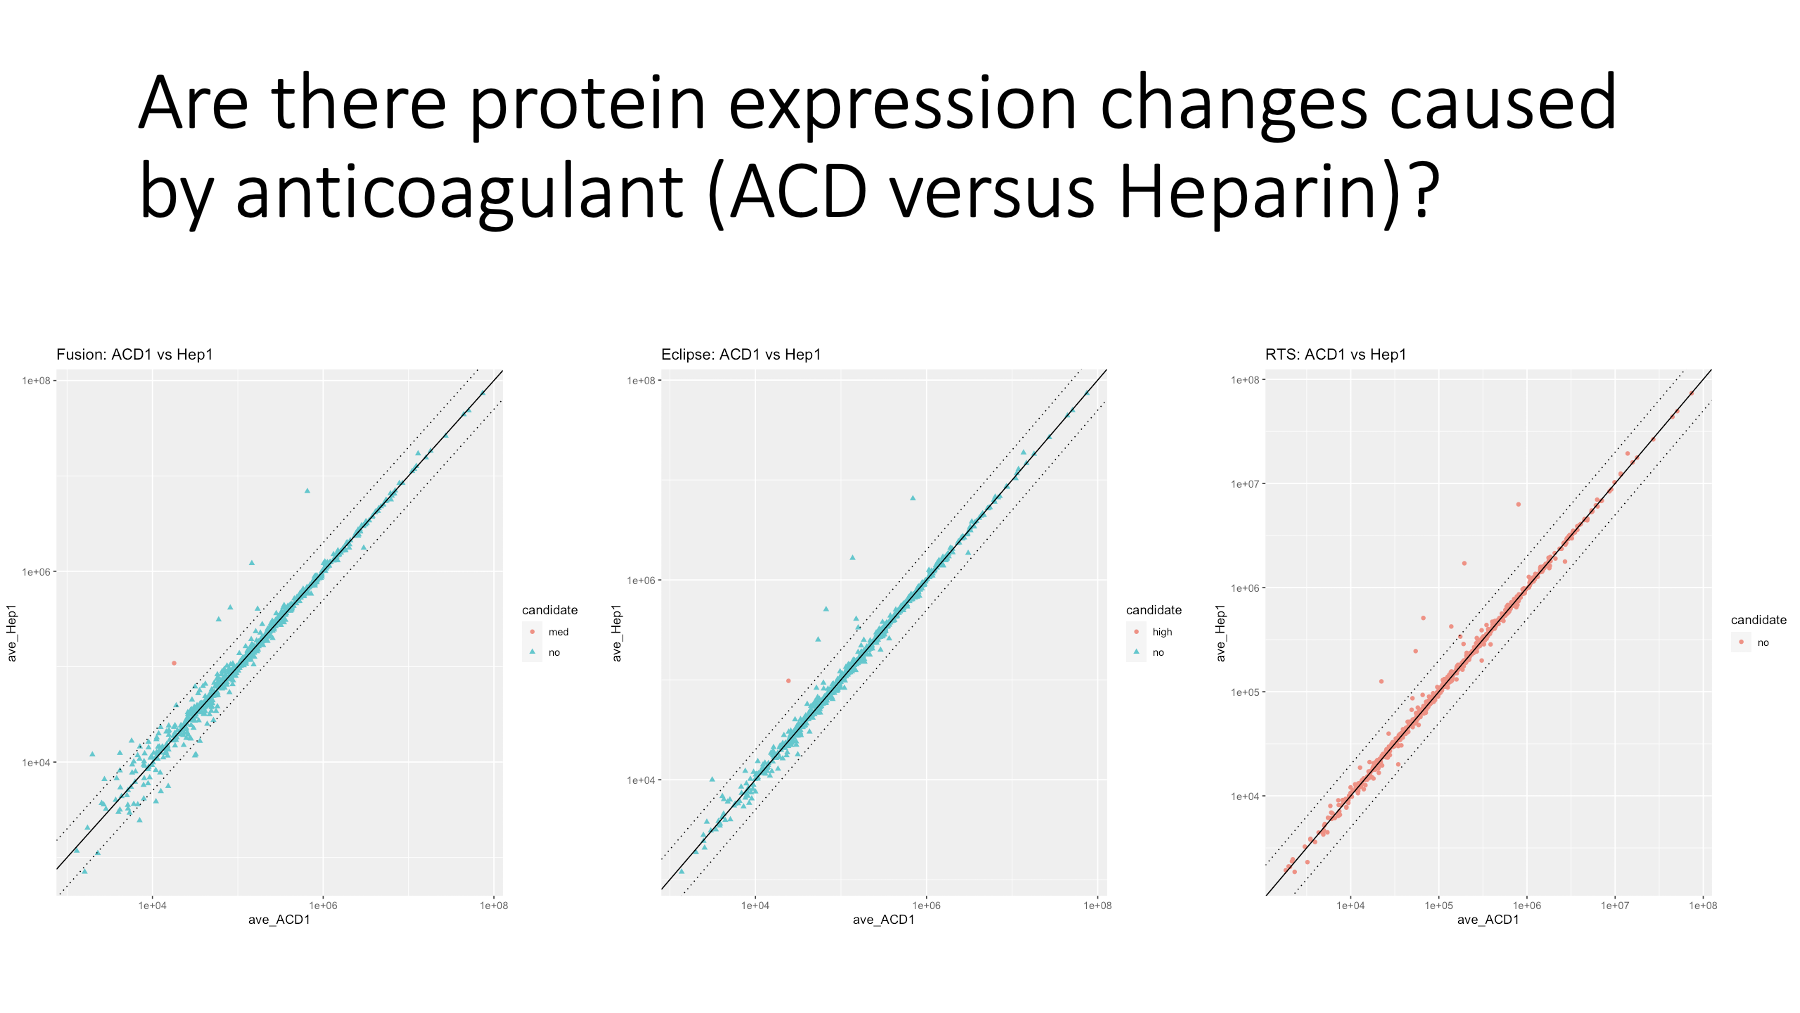 Are there protein expression changes caused
by anticoagulant (ACD versus Heparin)?
Fusion: ACD1 vs Hep1
1e+08
1e+06
1e+04
ave_Hep1
1e+04
1e+06
1e+08
ave_ACD1
candidate
med
no
Eclipse: ACD1 vs Hep1
1e+08
1e+06
1e+04
ave_Hep1
1e+04
1e+06
1e+08
ave_ACD1
candidate
high
no
RTS: ACD1 vs Hep1
1e+08
1e+07
1e+06
1e+05
1e+04
ave_Hep1
1e+04
1e+05
1e+06
1e+07
1e+08
ave_ACD1
candidate
no